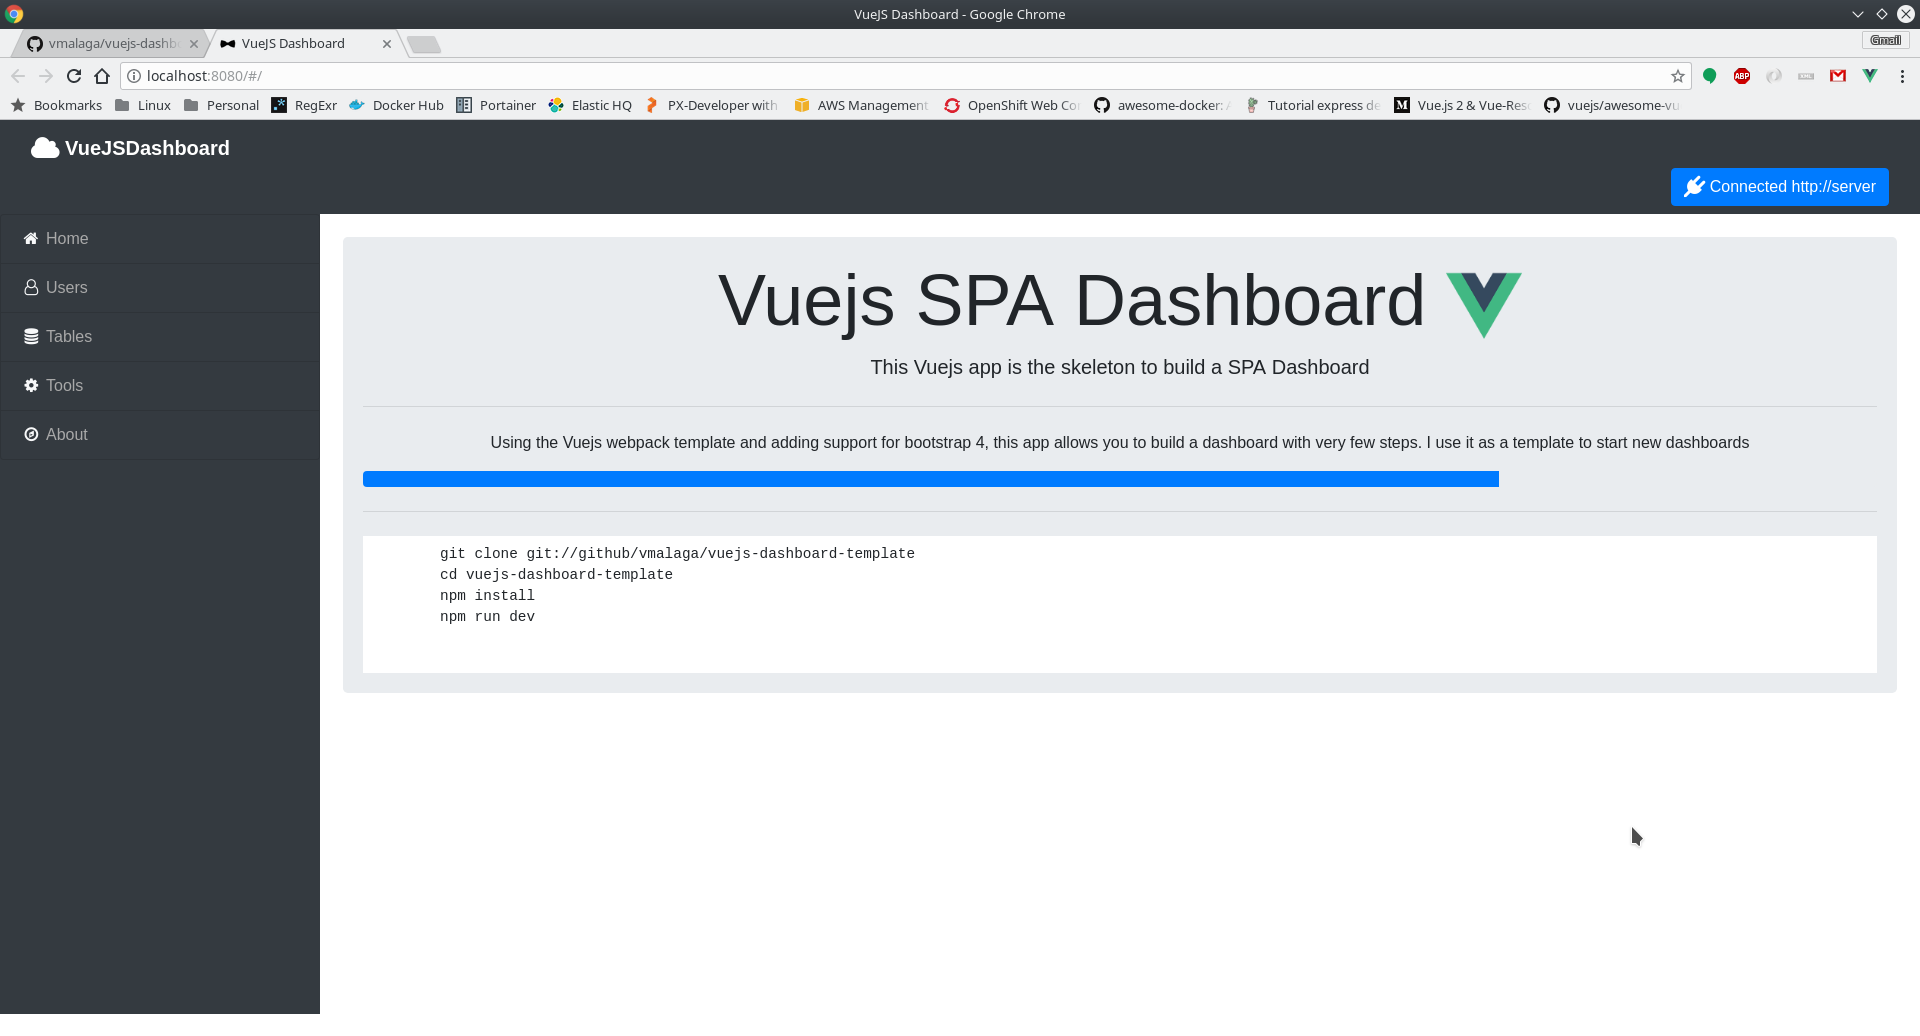 VueJS Dashboard - Google Chrome
vmalaga/vuejs-dashb
VueJS Dashboard
Gmail
localhost:8080/#/
ABP
Bookmarks Linux Personal RegExr Docker Hub Portainer Elastic HQ PX-Developer with AWS Management OpenShift Web Co awesome-docker: Tutorial express de Vue.js 2 & Vue-Res vuejs/awesome-vu
VueJSDashboard
Connected http://server
Home
Users
Tables
Tools
About
Vuejs SPA Dashboard
This Vuejs app is the skeleton to build a SPA Dashboard
Using the Vuejs webpack template and adding support for bootstrap 4, this app allows you to build a dashboard with very few steps. I use it as a template to start new dashboards
git clone git://github/vmalaga/vuejs-dashboard-template
cd vuejs-dashboard-template
npm install
npm run dev